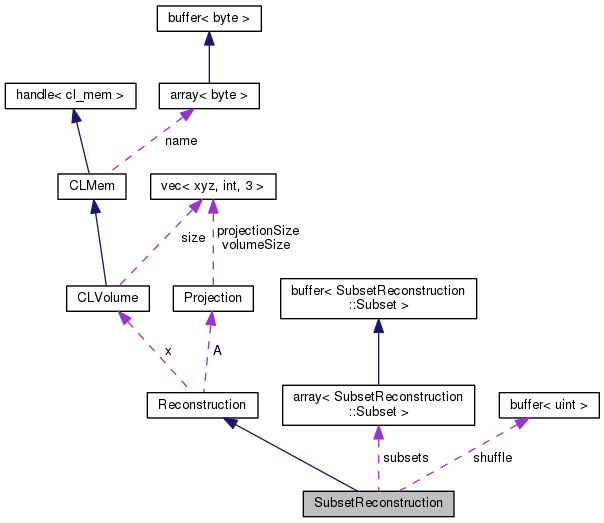 buffer< byte >
handle< cl_mem >
array< byte >
name
CLMem
vec< xyz, int, 3 >
size
projectionSize
volumeSize
CLVolume
Projection
buffer< SubsetReconstruction
::Subset >
x
A
Reconstruction
array< SubsetReconstruction
::Subset >
buffer< uint >
subsets
shuffle
SubsetReconstruction